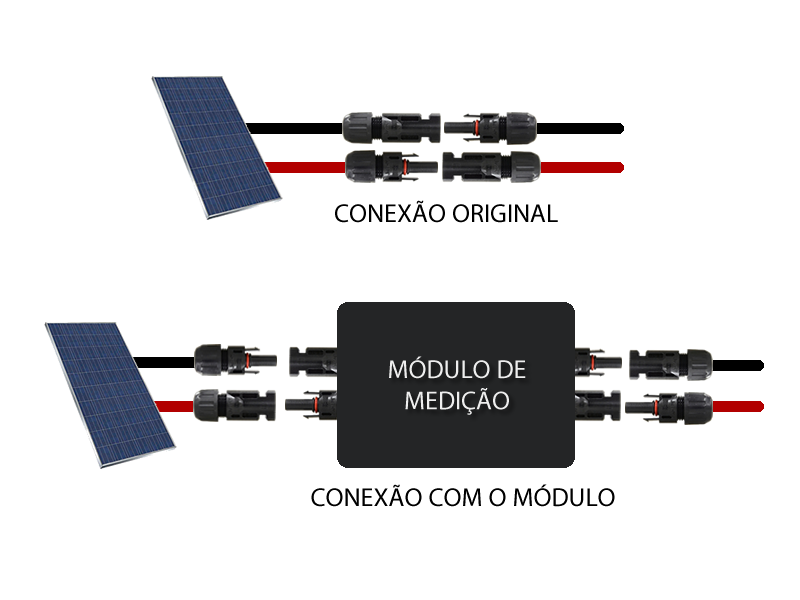 CONEXÃO ORIGINAL
MÓDULO DE
MEDIÇÃO
CONEXÃO COM O MÓDULO